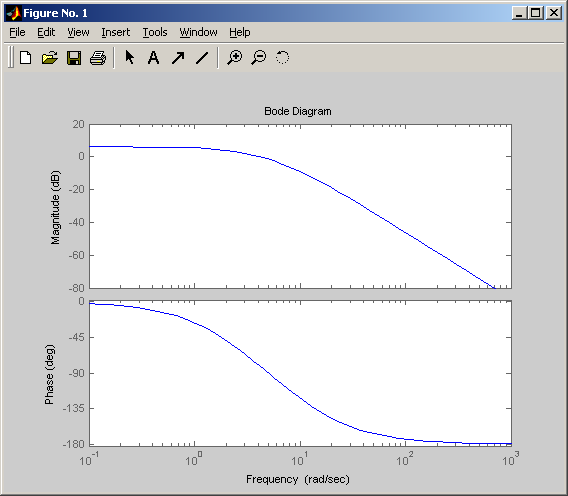 Figure No. 1
File Edit View Insert Tools Window Help
A
Bode Diagram
20
0
-20
-40
-60
-80
Magnitude (dB)
0
-45
-90
-135
-180
Phase (deg)
10^-1 10^0 10^1 10^2 10^3
Frequency (rad/sec)